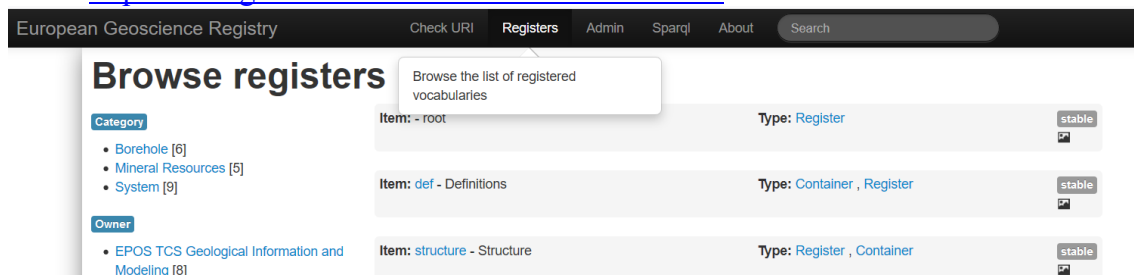 European Geoscience Registry Check URI Registers Admin Sparql About Search
Browse registers
Browse the list of registered
vocabularies
Category
• Borehole [6]
• Mineral Resources [5]
• System [9]
Owner
• EPOS TCS Geological Information and
Modeling [8]
Item: - root Type: Register stable
Item: def - Definitions Type: Container , Register stable
Item: structure - Structure Type: Register , Container stable